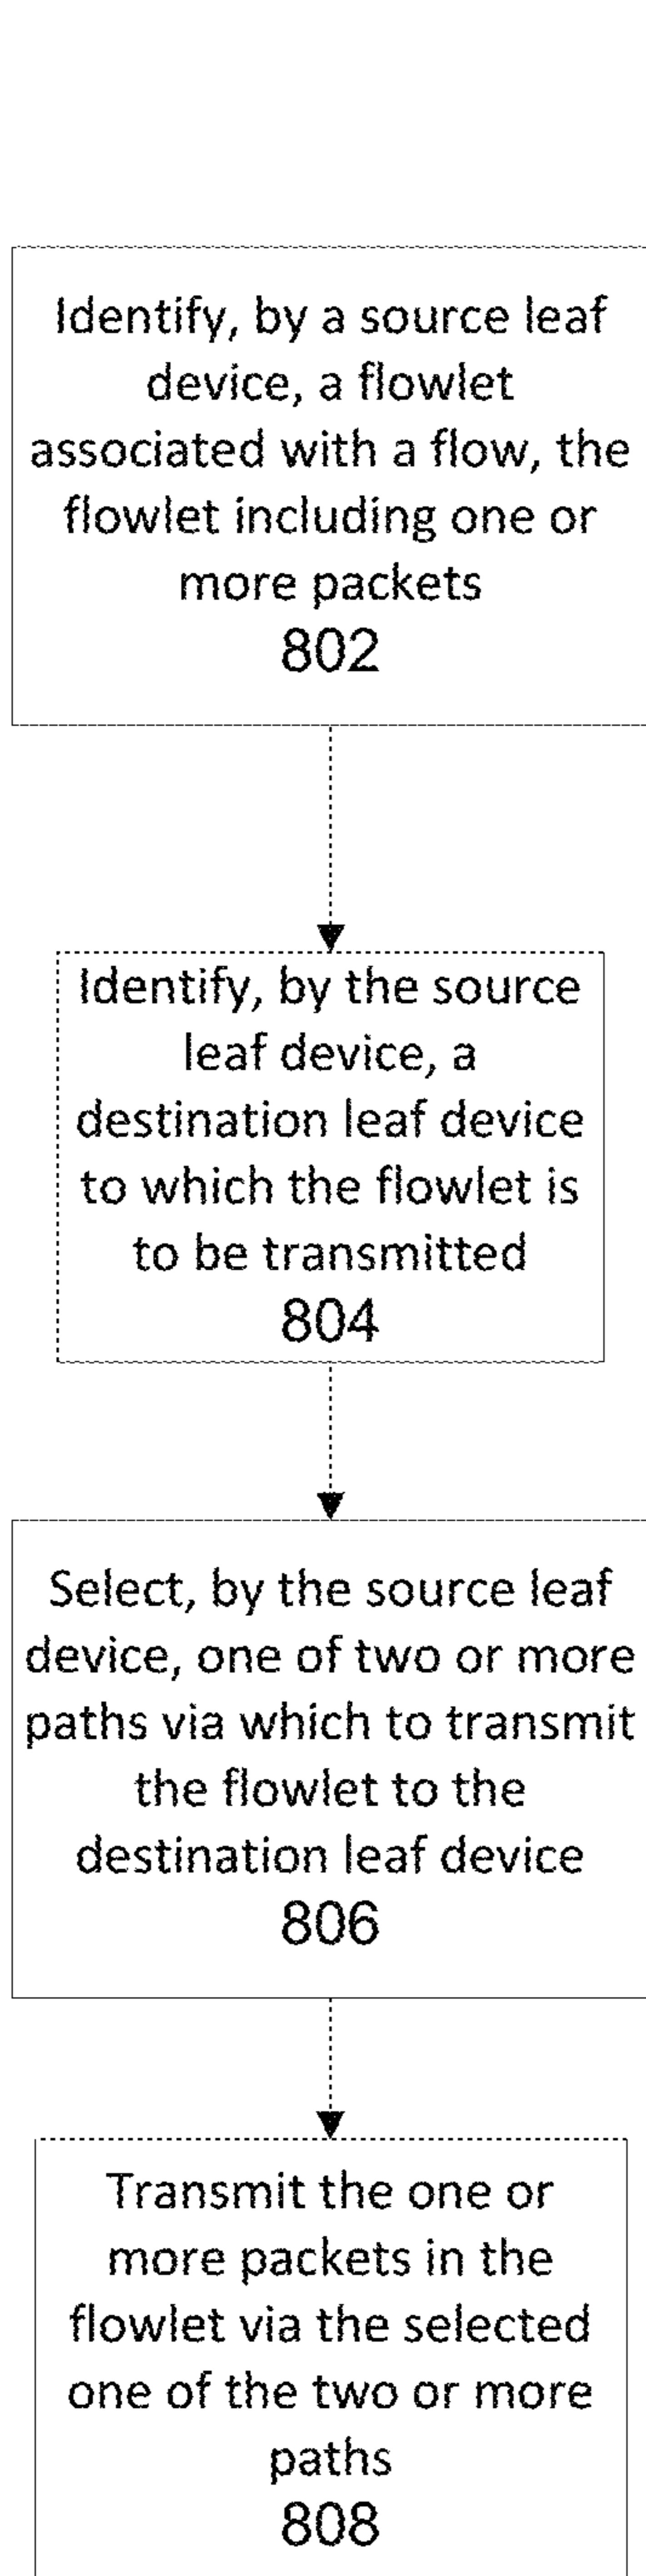 Identify, by a source leaf
device, a flowlet
associated with a flow, the
flowlet including one or
more packets
802
Identify, by the source
leaf device, a
destination leaf device
to which the flowlet is
to be transmitted
804
Select, by the source leaf
device, one of two or more
paths via which to transmit
the flowlet to the
destination leaf device
806
Transmit the one or
more packets in the
flowlet via the selected
one of the two or more
paths
808